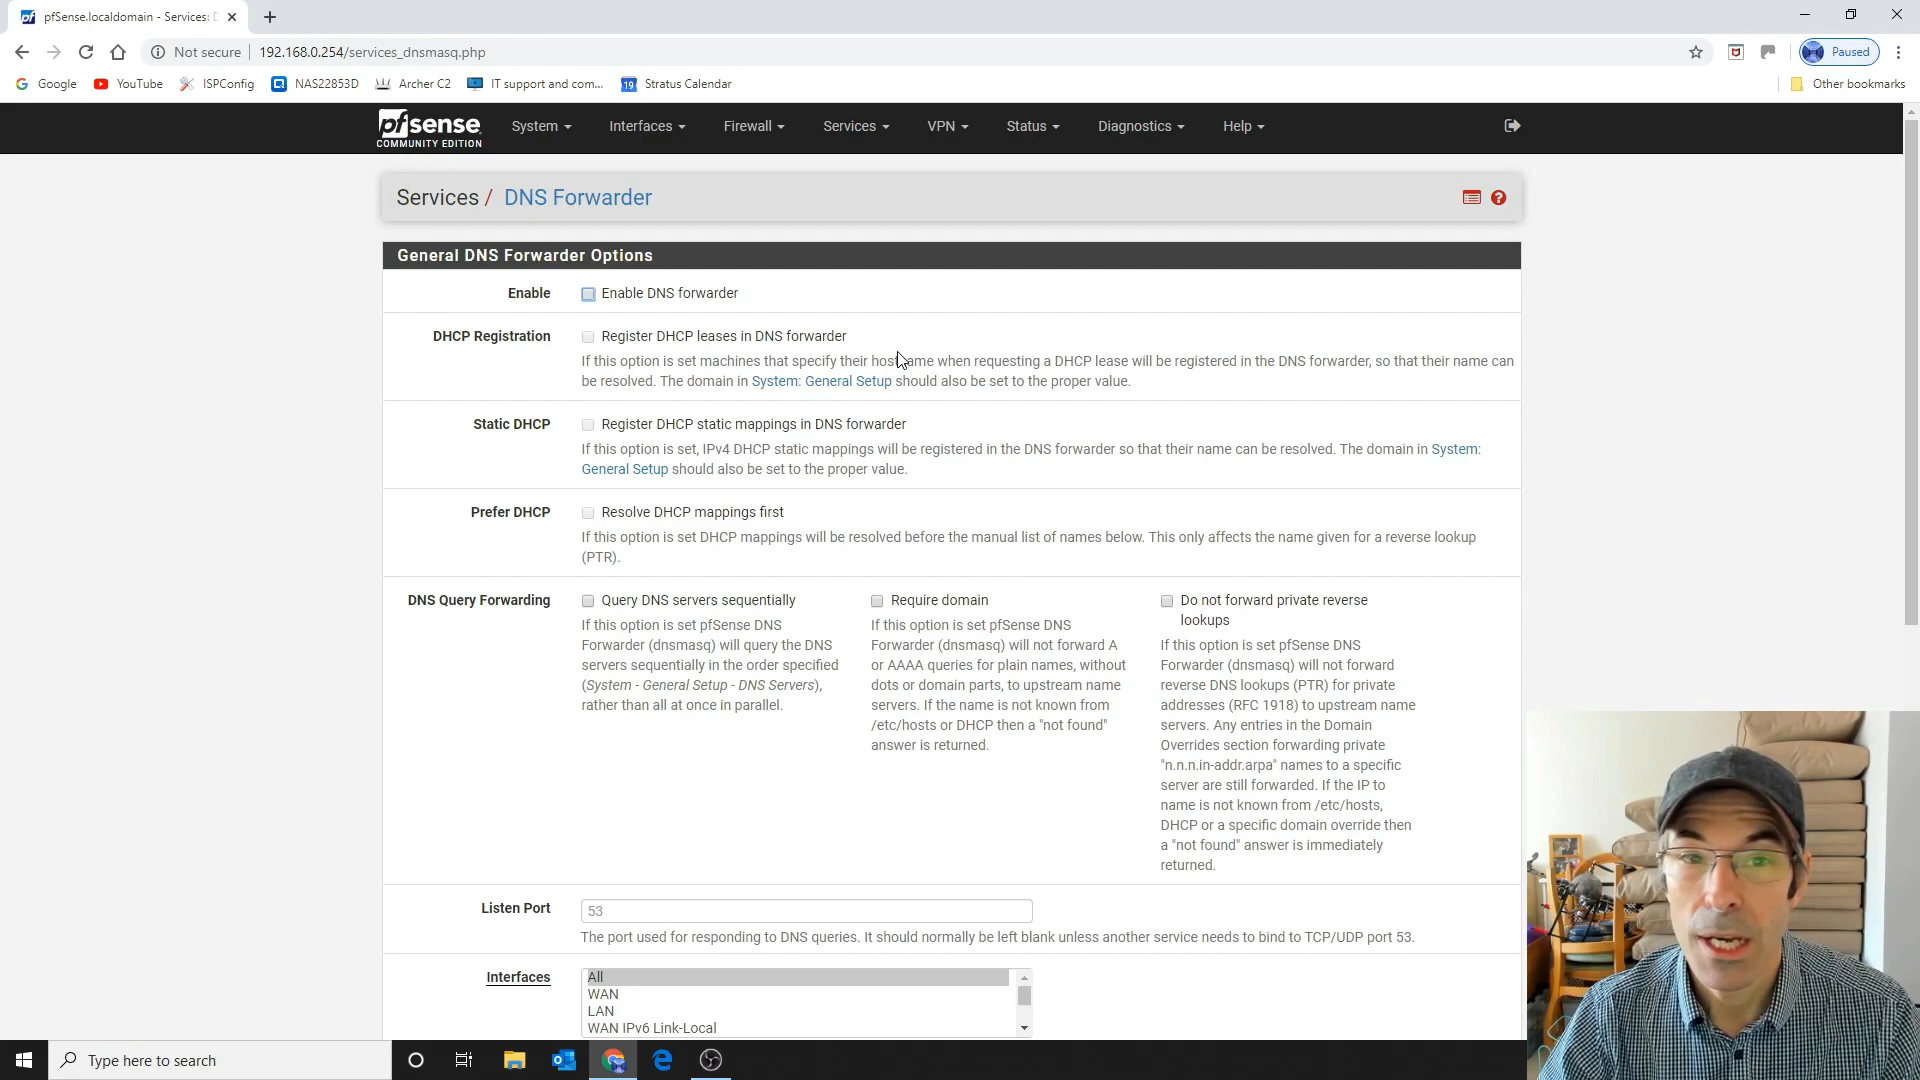 pfSense.localdomain - Services: D
Not secure
192.168.0.254/services_dnsmasq.php
Paused
Google
YouTube
ISPConfig
NAS22853D
Archer C2
IT support and com...
19
Stratus Calendar
Other bookmarks
pfsense
COMMUNITY EDITION
System
Interfaces
Firewall
Services
VPN
Status
Diagnostics
Help
Services / DNS Forwarder
General DNS Forwarder Options
Enable
Enable DNS forwarder
DHCP Registration
Register DHCP leases in DNS forwarder
If this option is set machines that specify their hostname when requesting a DHCP lease will be registered in the DNS forwarder, so that their name can
be resolved. The domain in System: General Setup should also be set to the proper value.
Static DHCP
Register DHCP static mappings in DNS forwarder
If this option is set, IPv4 DHCP static mappings will be registered in the DNS forwarder so that their name can be resolved. The domain in System:
General Setup should also be set to the proper value.
Prefer DHCP
Resolve DHCP mappings first
If this option is set DHCP mappings will be resolved before the manual list of names below. This only affects the name given for a reverse lookup
(PTR).
DNS Query Forwarding
Query DNS servers sequentially
If this option is set pfSense DNS
Forwarder (dnsmasq) will query the DNS
servers sequentially in the order specified
(System - General Setup - DNS Servers),
rather than all at once in parallel.
Require domain
If this option is set pfSense DNS
Forwarder (dnsmasq) will not forward A
or AAAA queries for plain names, without
dots or domain parts, to upstream name
servers. If the name is not known from
/etc/hosts or DHCP then a "not found"
answer is returned.
Do not forward private reverse
lookups
If this option is set pfSense DNS
Forwarder (dnsmasq) will not forward
reverse DNS lookups (PTR) for private
addresses (RFC 1918) to upstream name
servers. Any entries in the Domain
Overrides section forwarding private
"n.n.n.in-addr.arpa" names to a specific
server are still forwarded. If the IP to
name is not known from /etc/hosts,
DHCP or a specific domain override then
a "not found" answer is immediately
returned.
Listen Port
53
The port used for responding to DNS queries. It should normally be left blank unless another service needs to bind to TCP/UDP port 53.
Interfaces
All
WAN
LAN
WAN IPv6 Link-Local
Type here to search